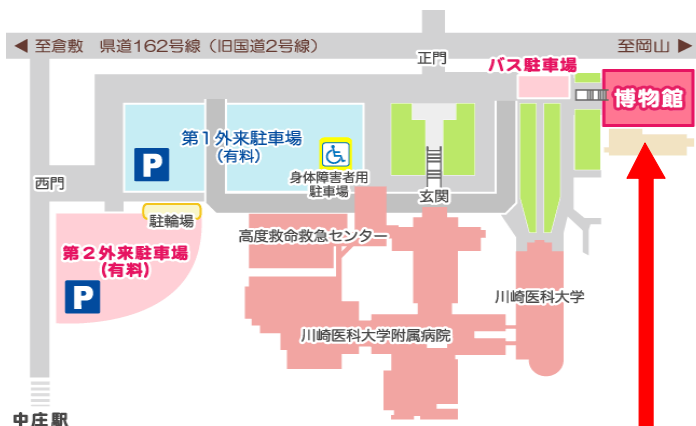 ◀ 至倉敷 県道162号線（旧国道2号線）
至岡山 ▶
正門
バス駐車場
博物館
第１外来駐車場
（有料）
P
身体障害者用
駐車場
西門
玄関
駐輪場
第２外来駐車場
（有料）
P
高度救命救急センター
川崎医科大学
川崎医科大学附属病院
中庄駅